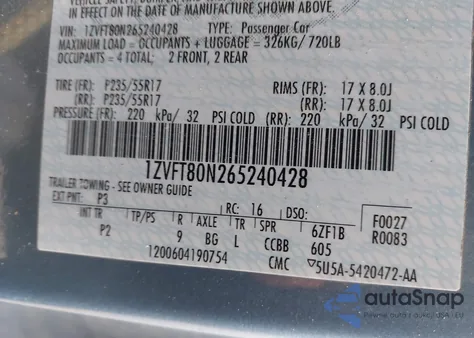 SAFETY, BUMPER, AND THEFT
IN EFFECT ON THE DATE OF MANUFACTURE SHOWN ABOVE.
VIN: 1ZVFT80N265240428 TYPE: Passenger Car
MAXIMUM LOAD = OCCUPANTS + LUGGAGE = 326KG/ 720LB
OCCUPANTS = 4 TOTAL: 2 FRONT, 2 REAR
TIRE (FR): P235/55R17 RIMS (FR): 17 X 8.0J
(RR): P235/55R17 (RR): 17 X 8.0J
PRESSURE (FR): 220 kPa/ 32 PSI COLD (RR): 220 kPa/ 32 PSI COLD
1ZVFT80N265240428
TRAILER TOWING - SEE OWNER GUIDE
EXT PNT: P3 RC: 16 DSO: F0027
INT TR TP/PS R AXLE TR SPR 6ZF1B R0083
P2 9 BG L CCBB 605
1200604190754 CMC 5U5A-5420472-AA
autoSnap